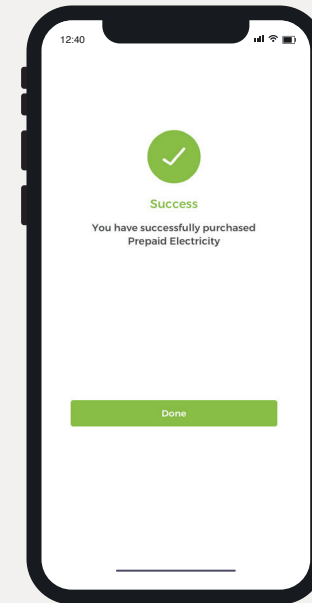 12:40
Success
You have successfully purchased
Prepaid Electricity
Done